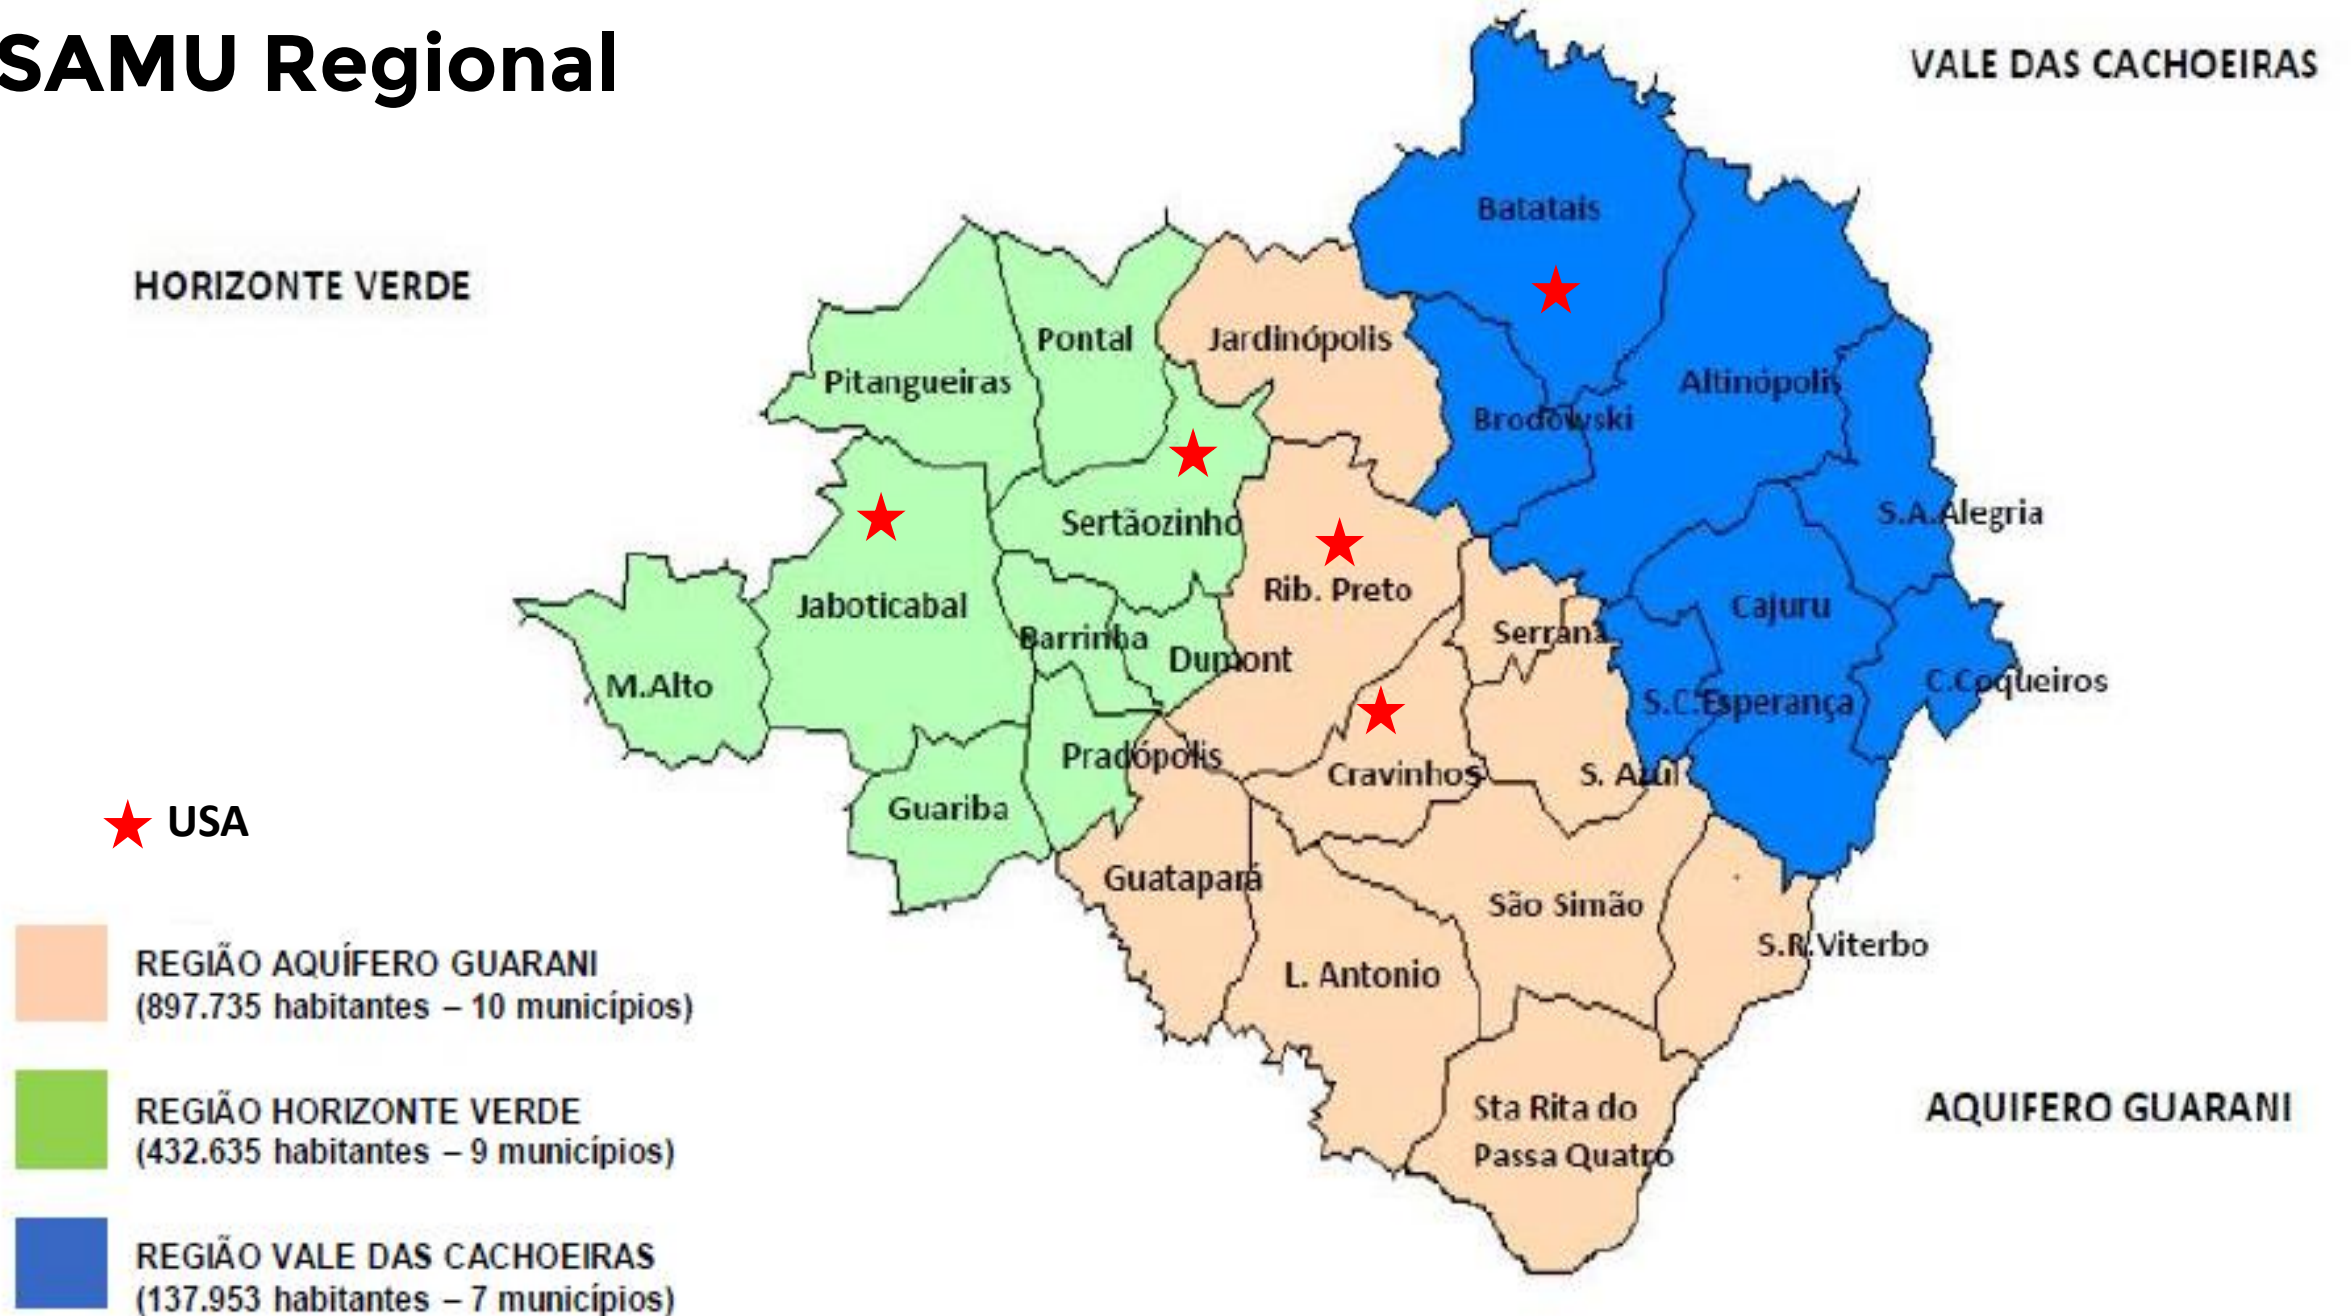 SAMU Regional
VALE DAS CACHOEIRAS
HORIZONTE VERDE
Batatais
Pontal
Jardinópolis
Pitangueiras
Altinópolis
Brodowski
Sertãozinho
S.A.Alegria
Rib. Preto
Jaboticabal
Cajuru
Barrinha
Serrana
Dumont
M.Alto
C.Coqueiros
S.C.Esperança
Pradópolis
Cravinhos
S. Azul
Guariba
USA
Guatapará
São Simão
S.R.Viterbo
L. Antonio
Sta Rita do
Passa Quatro
AQUIFERO GUARANI
REGIÃO AQUÍFERO GUARANI
(897.735 habitantes – 10 municípios)
REGIÃO HORIZONTE VERDE
(432.635 habitantes – 9 municípios)
REGIÃO VALE DAS CACHOEIRAS
(137.953 habitantes – 7 municípios)